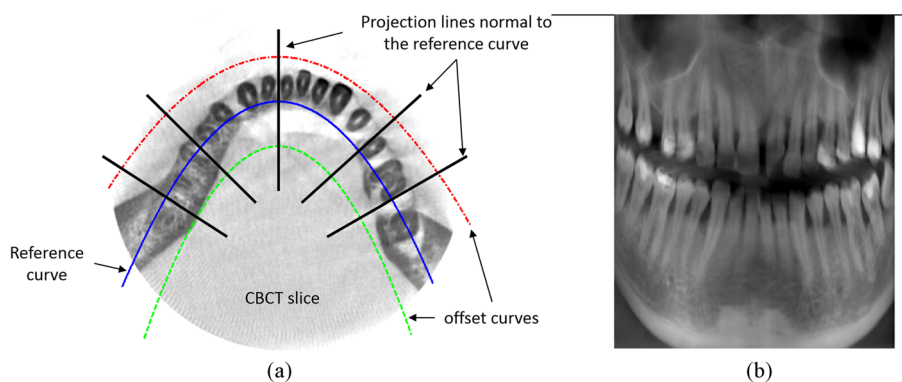 Projection lines normal to
the reference curve
Reference
curve
CBCT slice
offset curves
(a)
(b)